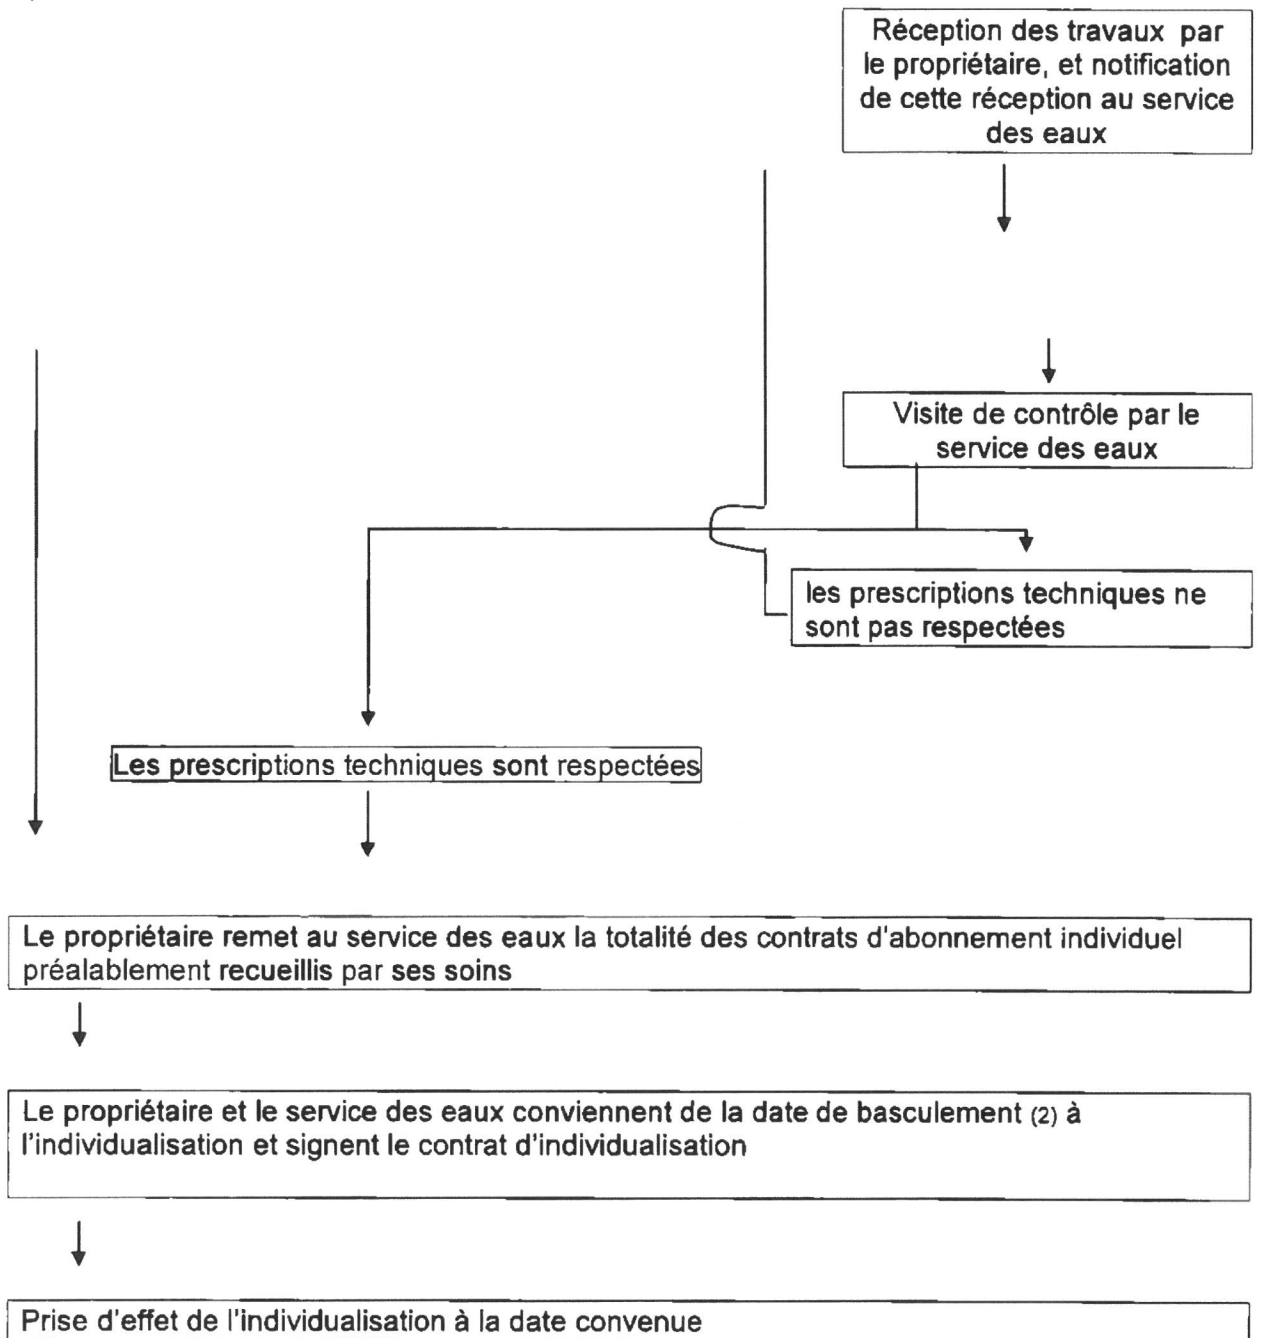 Réception des travaux par
le propriétaire, et notification
de cette réception au service
des eaux
Visite de contrôle par le
service des eaux
les prescriptions techniques ne
sont pas respectées
Les prescriptions techniques sont respectées
Le propriétaire remet au service des eaux la totalité des contrats d'abonnement individuel
préalablement recueillis par ses soins
Le propriétaire et le service des eaux conviennent de la date de basculement (2) à
l'individualisation et signent le contrat d'individualisation
Prise d'effet de l'individualisation à la date convenue